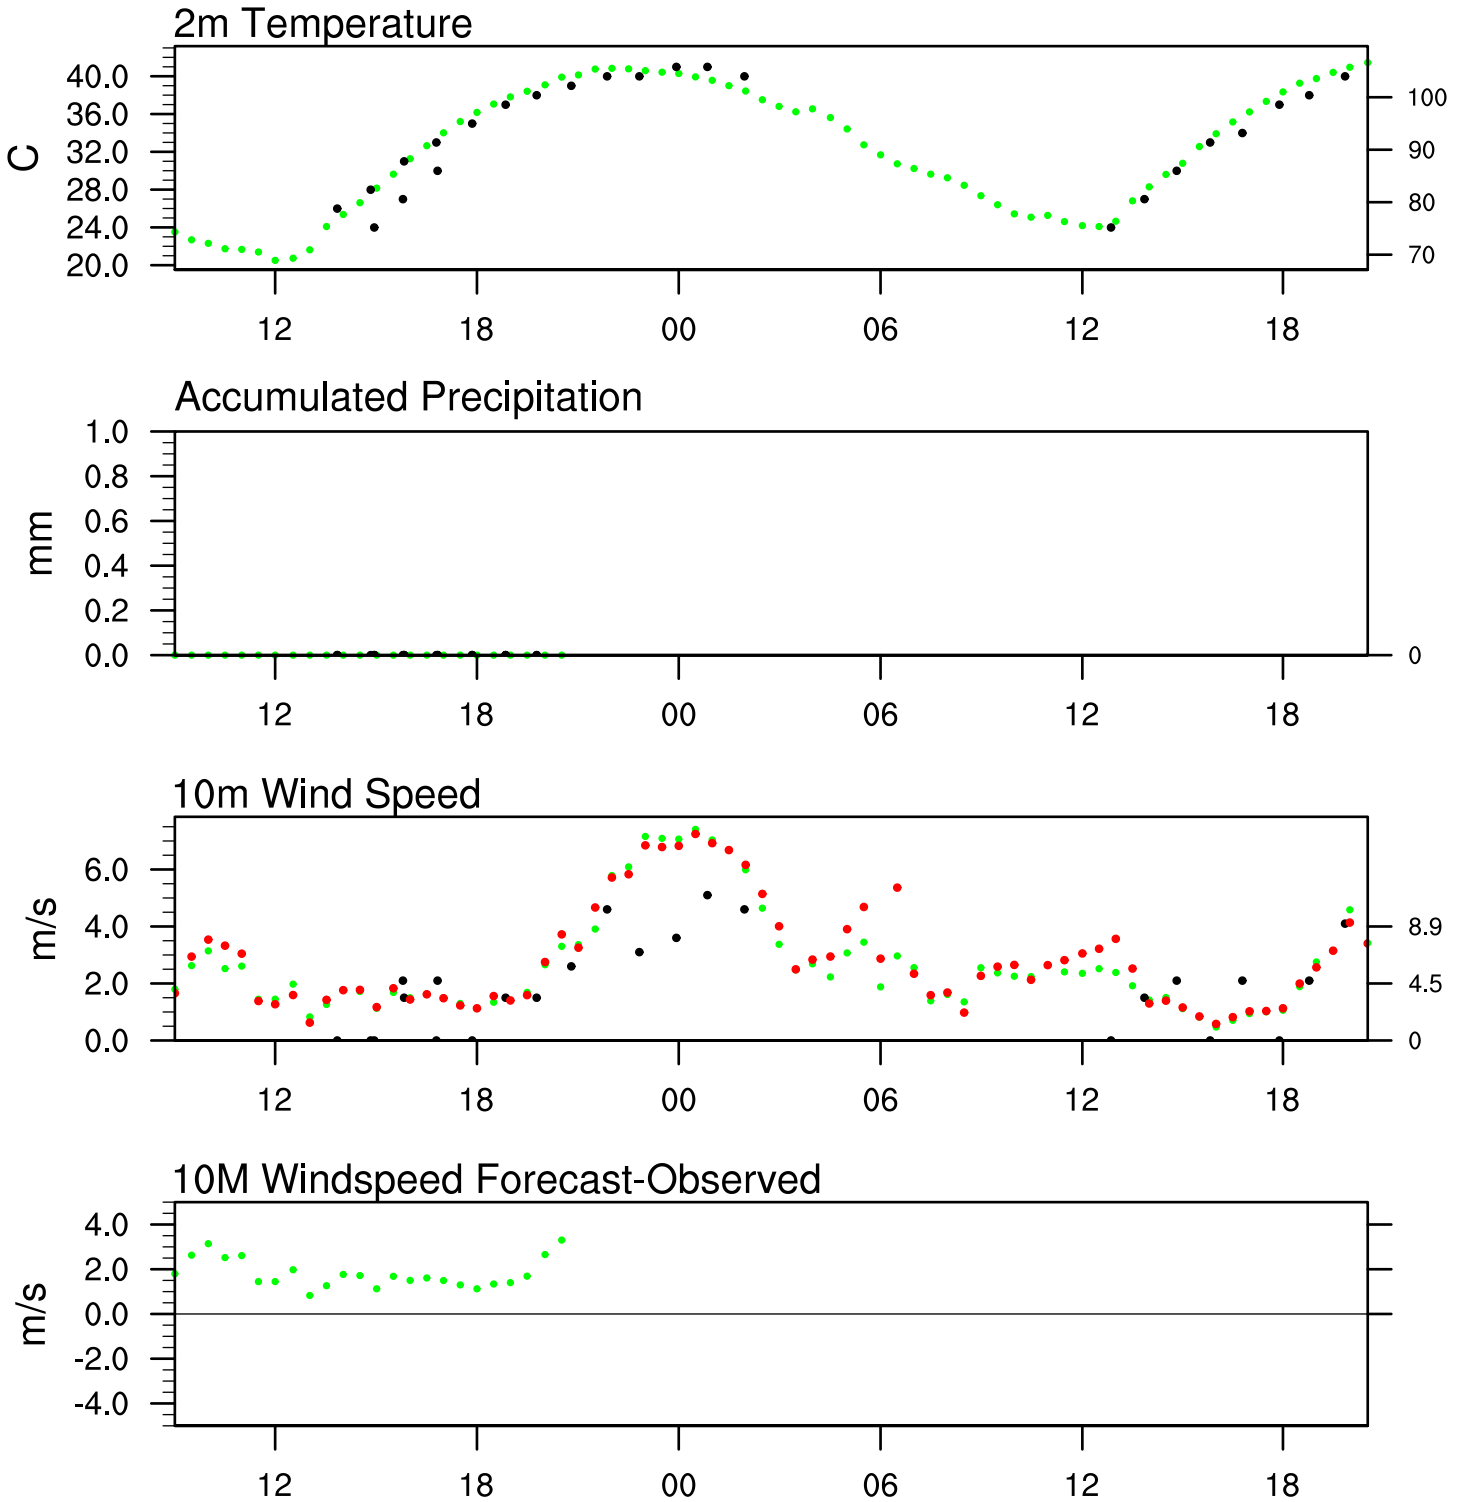 2m Temperature
40.0
36.0
32.0
28.0
24.0
20.0
C
100
90
80
70
12 18 00 06 12 18
Accumulated Precipitation
1.0
0.8
0.6
0.4
0.2
0.0
mm
0
12 18 00 06 12 18
10m Wind Speed
6.0
4.0
2.0
0.0
m/s
8.9
4.5
0
12 18 00 06 12 18
10M Windspeed Forecast-Observed
4.0
2.0
0.0
-2.0
-4.0
m/s
12 18 00 06 12 18